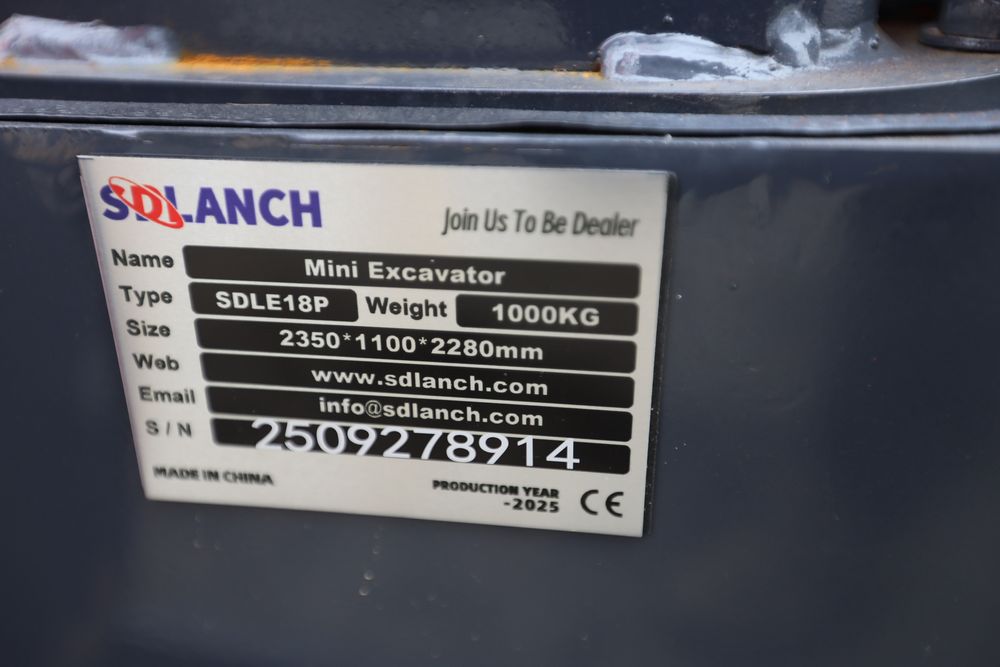 SDLANCH
Join Us To Be Dealer
Name Mini Excavator
Type SDLE18P Weight 1000KG
Size 2350*1100*2280mm
Web www.sdlanch.com
Email info@sdlanch.com
S/N 2509278914
MADE IN CHINA
PRODUCTION YEAR
-2025
CE